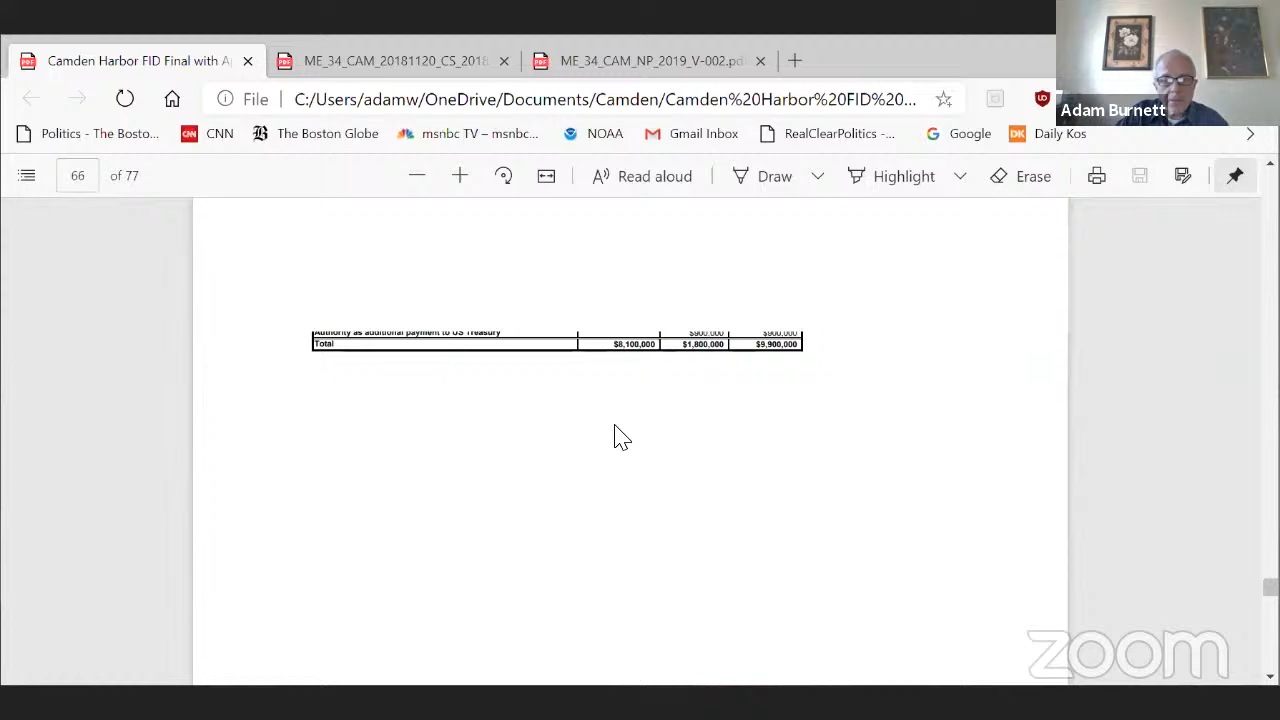 Camden Harbor FID Final with A
ME_34_CAM_20181129_CS_2018
ME_34_CAM_NP_2019_V-002.pd
File
C:/Users/adamw/OneDrive/Documents/Camden/Camden%20Harbor%20FID%20...
Adam Burnett
Politics - The Bosto...
CNN
CNN
The Boston Globe
msnbc TV – msnbc...
NOAA
Gmail Inbox
RealClearPolitics -...
Google
DK
Daily Kos
66 of 77
Read aloud
Draw
Highlight
Erase
Authority as additional payment to US Treasury $900,000 $900,000
Total $8,100,000 $1,800,000 $9,900,000
zoom